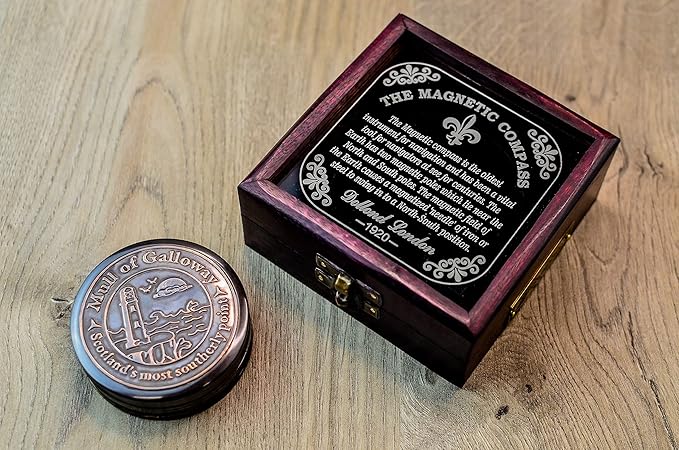 THE MAGNETIC COMPASS
The Magnetic compass is the oldest
instrument for navigation and has been a vital
tool for navigators at see for centuries. The
Earth has two magnetic poles which lie near the
North and South poles. The magnetic field of
the Earth causes a magnetized 'needle' of iron or
steel to swing in to a North-South position.
Dollond London
—1920—
Mull of Galloway
Scotland's most southerly point